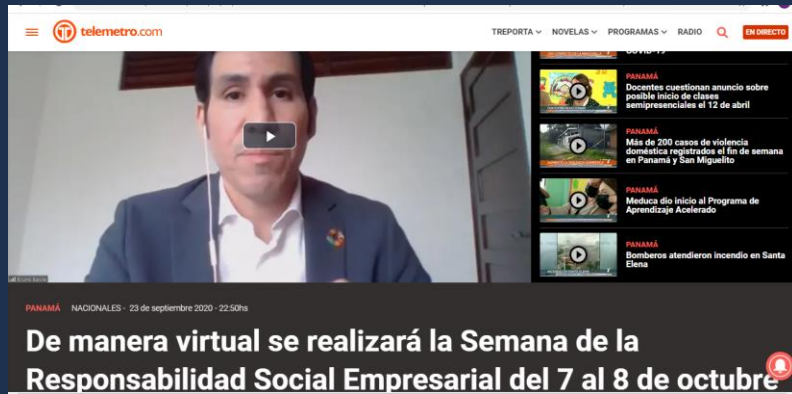 telemetro.com
TREPORTA NOVELAS PROGRAMAS RADIO EN DIRECTO
COVID-19
PANAMÁ
Docentes cuestionan anuncio sobre
posible inicio de clases
semipresenciales el 12 de abril
PANAMÁ
Más de 200 casos de violencia
doméstica registrados el fin de semana
en Panamá y San Miguelito
PANAMÁ
Meduca dio inicio al Programa de
Aprendizaje Acelerado
PANAMÁ
Bomberos atendieron incendio en Santa
Elena
PANAMÁ NACIONALES - 23 de septiembre 2020 - 22:50hs
De manera virtual se realizará la Semana de la
Responsabilidad Social Empresarial del 7 al 8 de octubre